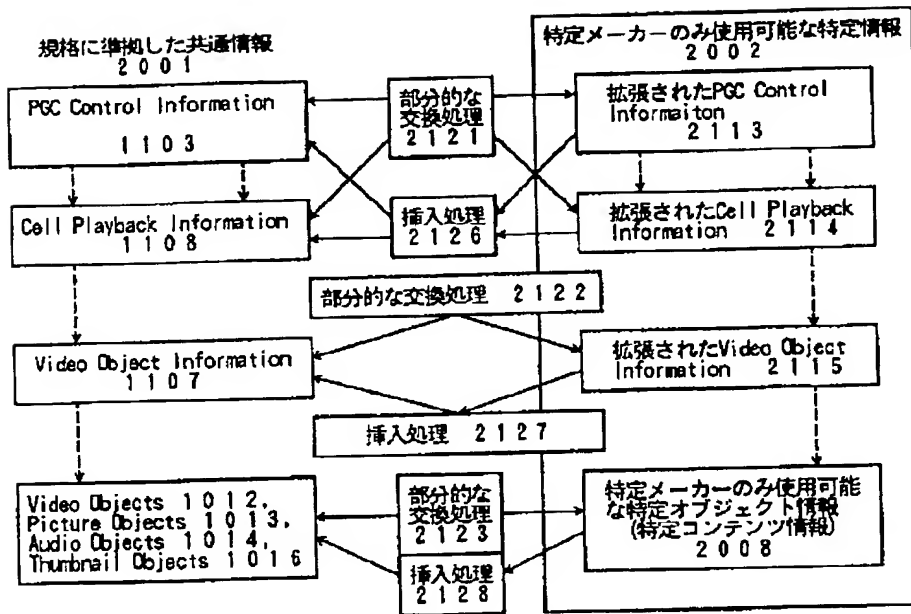 規格に準拠した共通情報
2001
PGC Control Information
1103
Cell Playback Information
1108
Video Object Information
1107
Video Objects 1012,
Picture Objects 1013,
Audio Objects 1014,
Thumbnail Objects 1016
部分的な
交換処理
2121
挿入処理
2126
部分的な交換処理 2122
挿入処理 2127
部分的な
交換処理
2123
挿入処理
2128
特定メーカーのみ使用可能な特定情報
2002
拡張されたPGC Control
Informaiton
2113
拡張されたCell Playback
Information 2114
拡張されたVideo Object
Information 2115
特定メーカーのみ使用可能
な特定オブジェクト情報
(特定コンテンツ情報)
2008